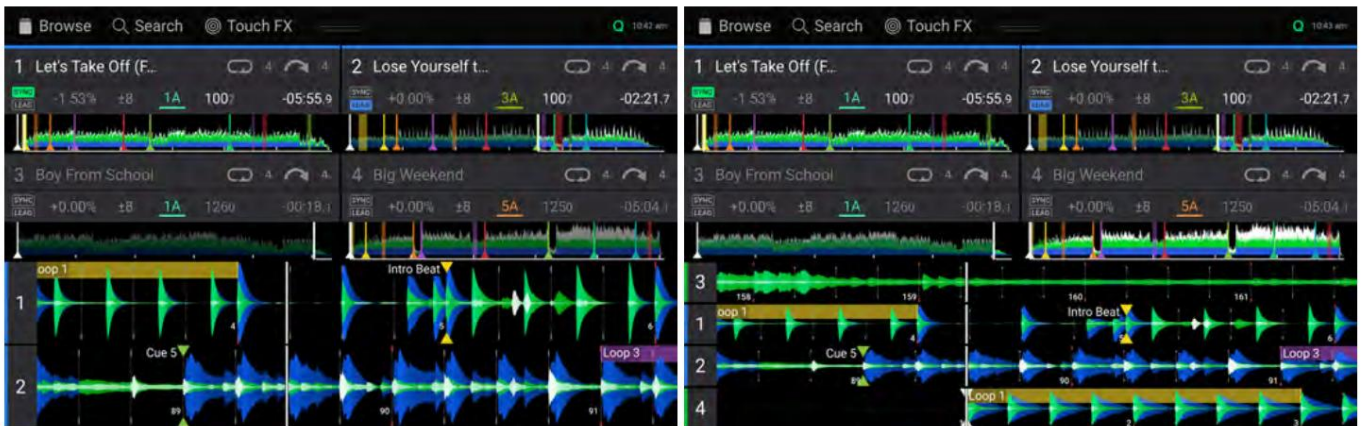 Browse Search Touch FX Q 10:42 am
1 Let's Take Off (F... 4 4
2 Lose Yourself t... 4 4
SYNC LEAD -1.53% ±8 1A 100 -05:55.9
SYNC LEAD +0.00% ±8 3A 100 -02:21.7
3 Boy From School 4 4
4 Big Weekend 4 4
SYNC LEAD +0.00% ±8 1A 126 -00:18.1
SYNC LEAD +0.00% ±8 5A 125 -05:04.1
oop 1
Intro Beat
1
4 5 6
Cue 5
Loop 3
2
89 90 91
Browse Search Touch FX Q 10:43 am
1 Let's Take Off (F... 4 4
2 Lose Yourself t... 4 4
SYNC LEAD -1.53% ±8 1A 100 -05:55.9
SYNC LEAD +0.00% ±8 3A 100 -02:21.7
3 Boy From School 4 4
4 Big Weekend 4 4
SYNC LEAD +0.00% ±8 1A 126 -00:18.1
SYNC LEAD +0.00% ±8 5A 125 -05:04.1
3
158 159 160 161
oop 1
Intro Beat
1
4 6
Cue 5
Loop 3
2
89 90 91
Loop 1
4
2 3